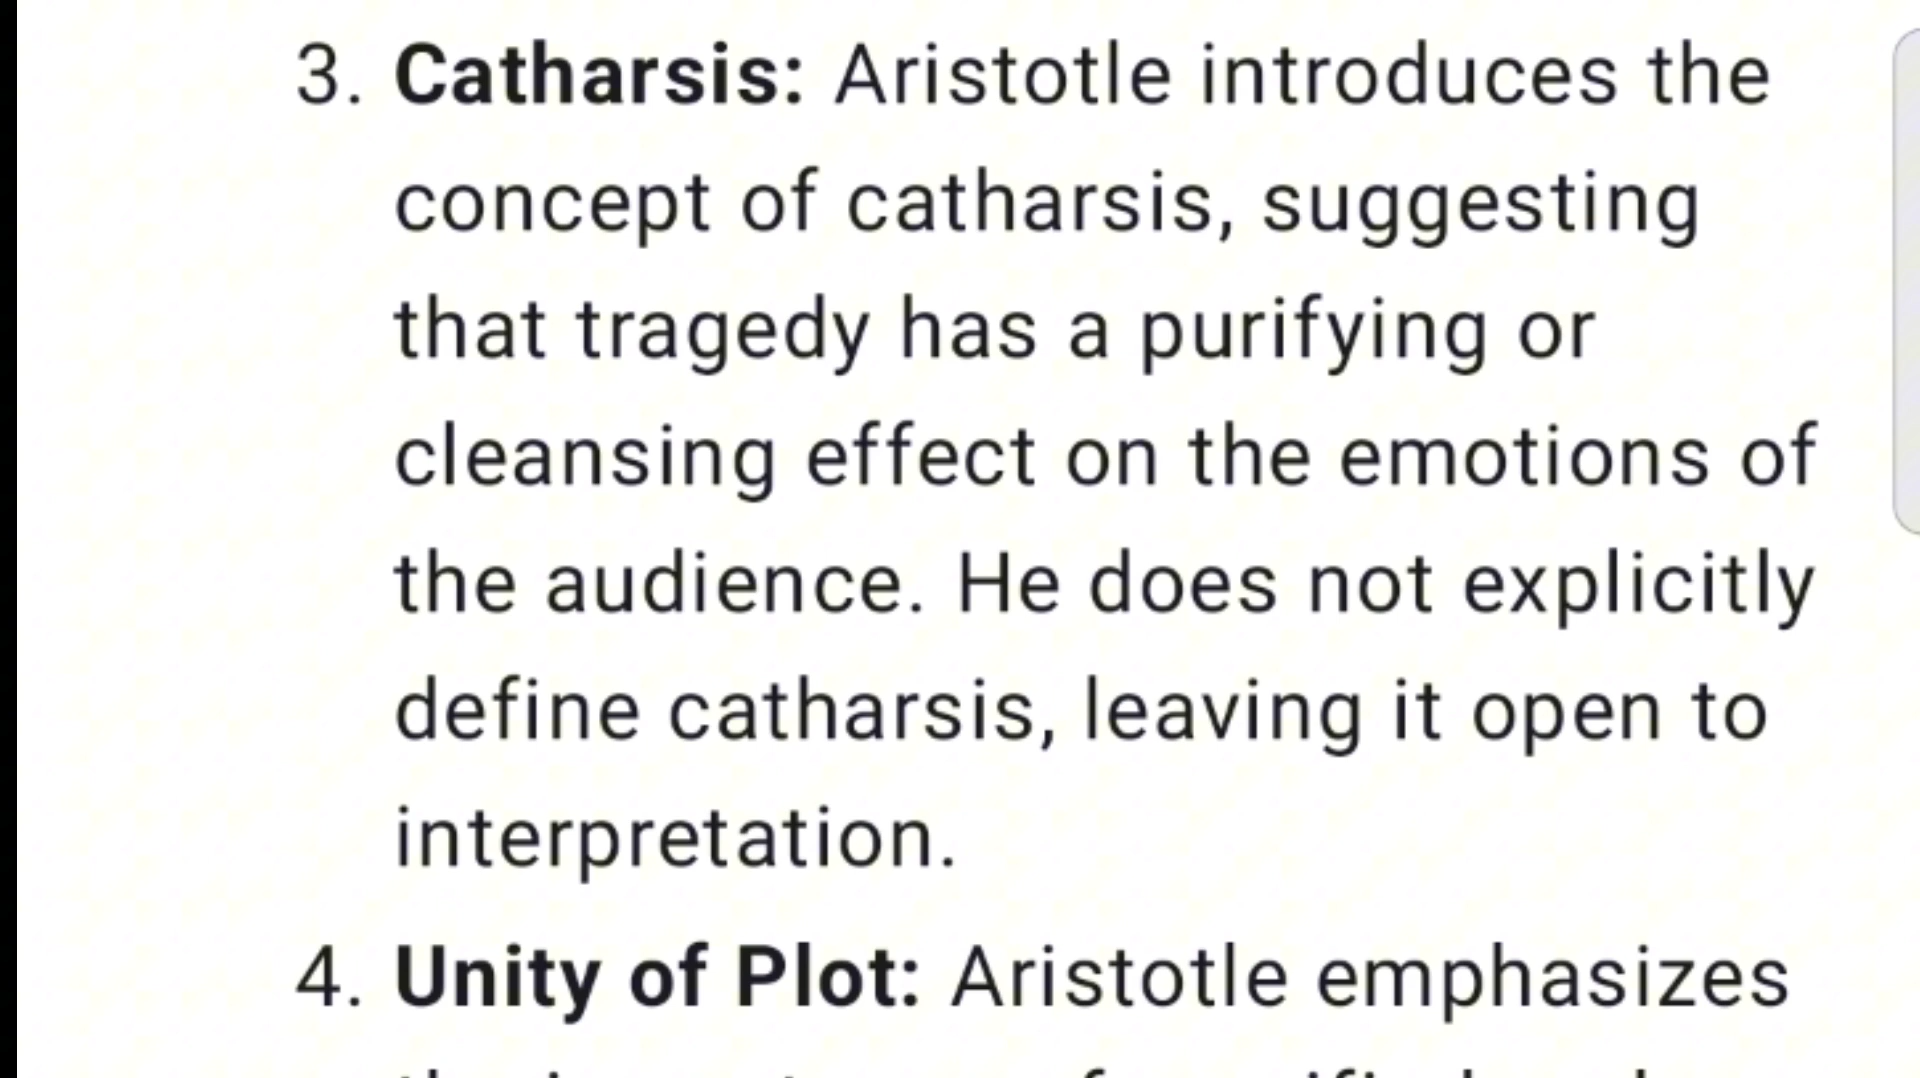 3. Catharsis: Aristotle introduces the
concept of catharsis, suggesting
that tragedy has a purifying or
cleansing effect on the emotions of
the audience. He does not explicitly
define catharsis, leaving it open to
interpretation.
4. Unity of Plot: Aristotle emphasizes